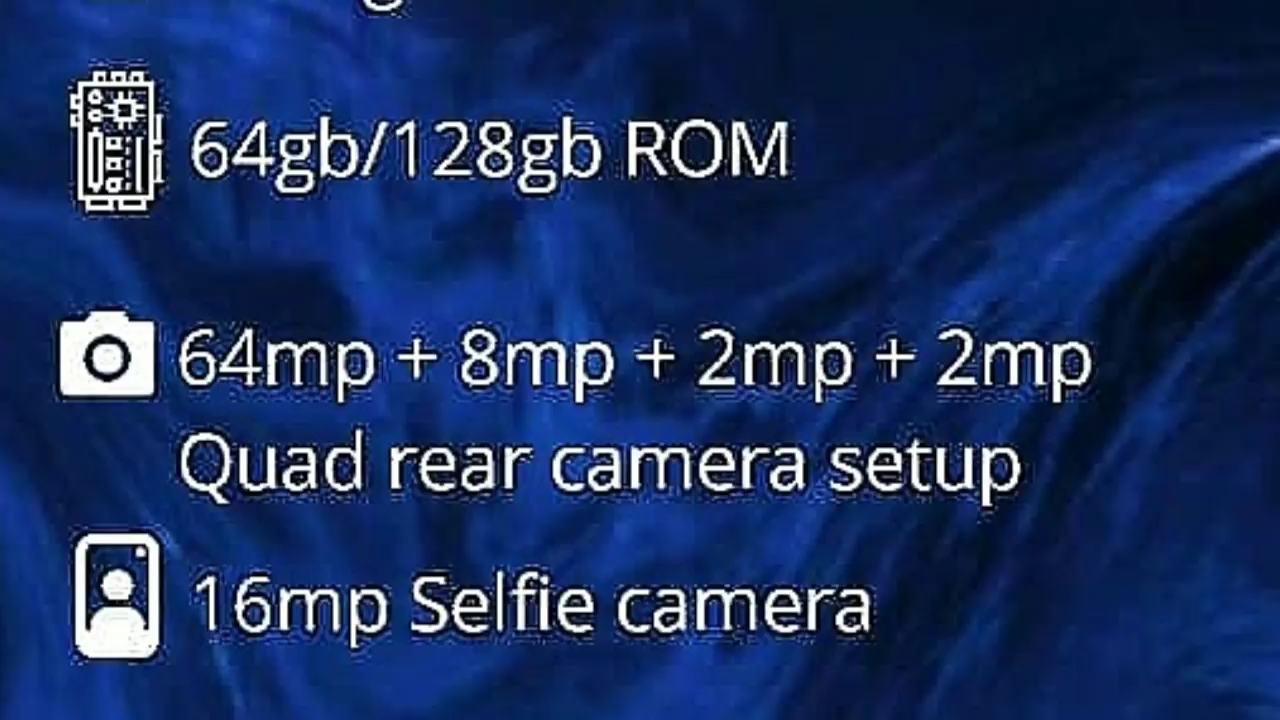 64gb/128gb ROM
64mp + 8mp + 2mp + 2mp
Quad rear camera setup
16mp Selfie camera